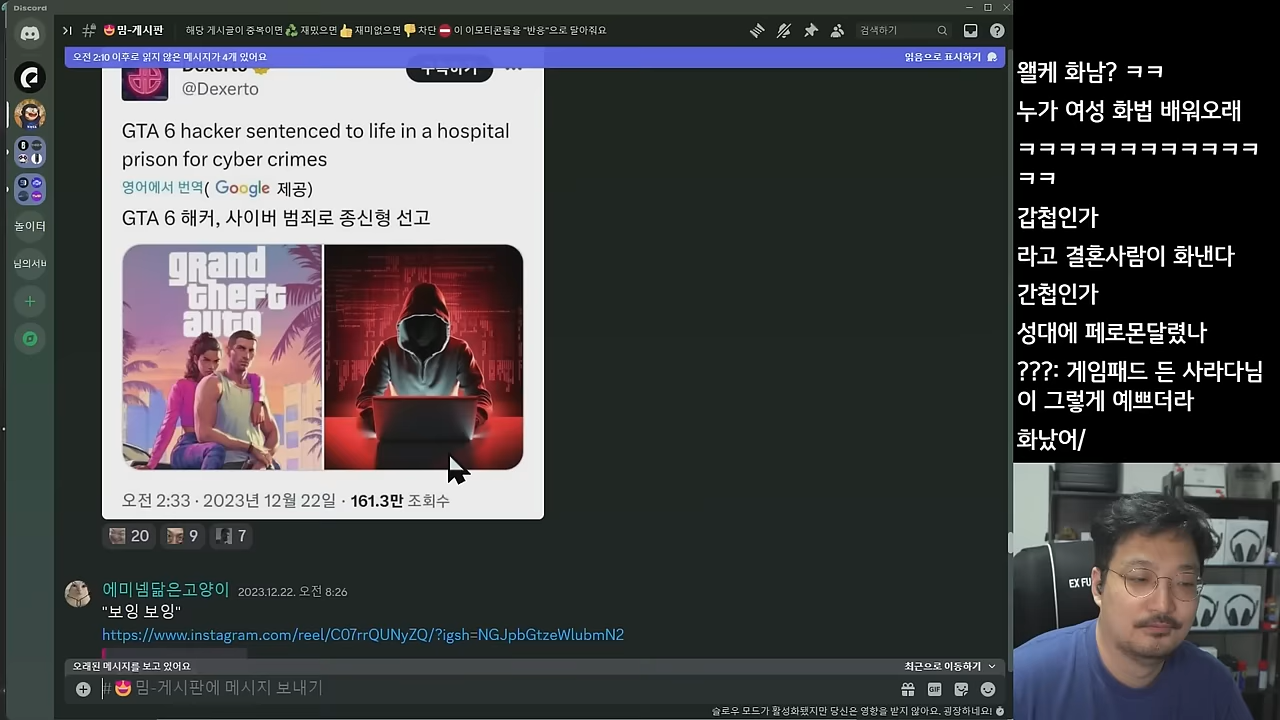 Discord
밈-게시판
해당 게시글이 중복이면 재밌으면 재미없으면 차단 이 이모티콘들을 "반응"으로 달아줘요
검색하기
오전 2:10 이후로 읽지 않은 메시지가 4개 있어요
읽음으로 표시하기
Dexerto
구독하기
@Dexerto
GTA 6 hacker sentenced to life in a hospital
prison for cyber crimes
영어에서 번역( Google 제공)
GTA 6 해커, 사이버 범죄로 종신형 선고
grand
theft
auto
오전 2:33 · 2023년 12월 22일 · 161.3만 조회수
20
9
7
에미넴닮은고양이 2023.12.22. 오전 8:26
"보잉 보잉"
https://www.instagram.com/reel/C07rrQUNyZQ/?igsh=NGJpbGtzeWlubmN2
오래된 메시지를 보고 있어요
최근으로 이동하기
#밈-게시판에 메시지 보내기
GIF
슬로우 모드가 활성화됐지만 당신은 영향을 받지 않아요. 굉장하네요!
놀이터
님의서버
왤케 화남? ㅋㅋ
누가 여성 화법 배워오래
ㅋㅋㅋㅋㅋㅋㅋㅋㅋㅋㅋㅋ
ㅋㅋ
갑첩인가
라고 결혼사람이 화낸다
간첩인가
성대에 페로몬달렸나
???: 게임패드 든 사라다님
이 그렇게 예쁘더라
화났어/
EX FU